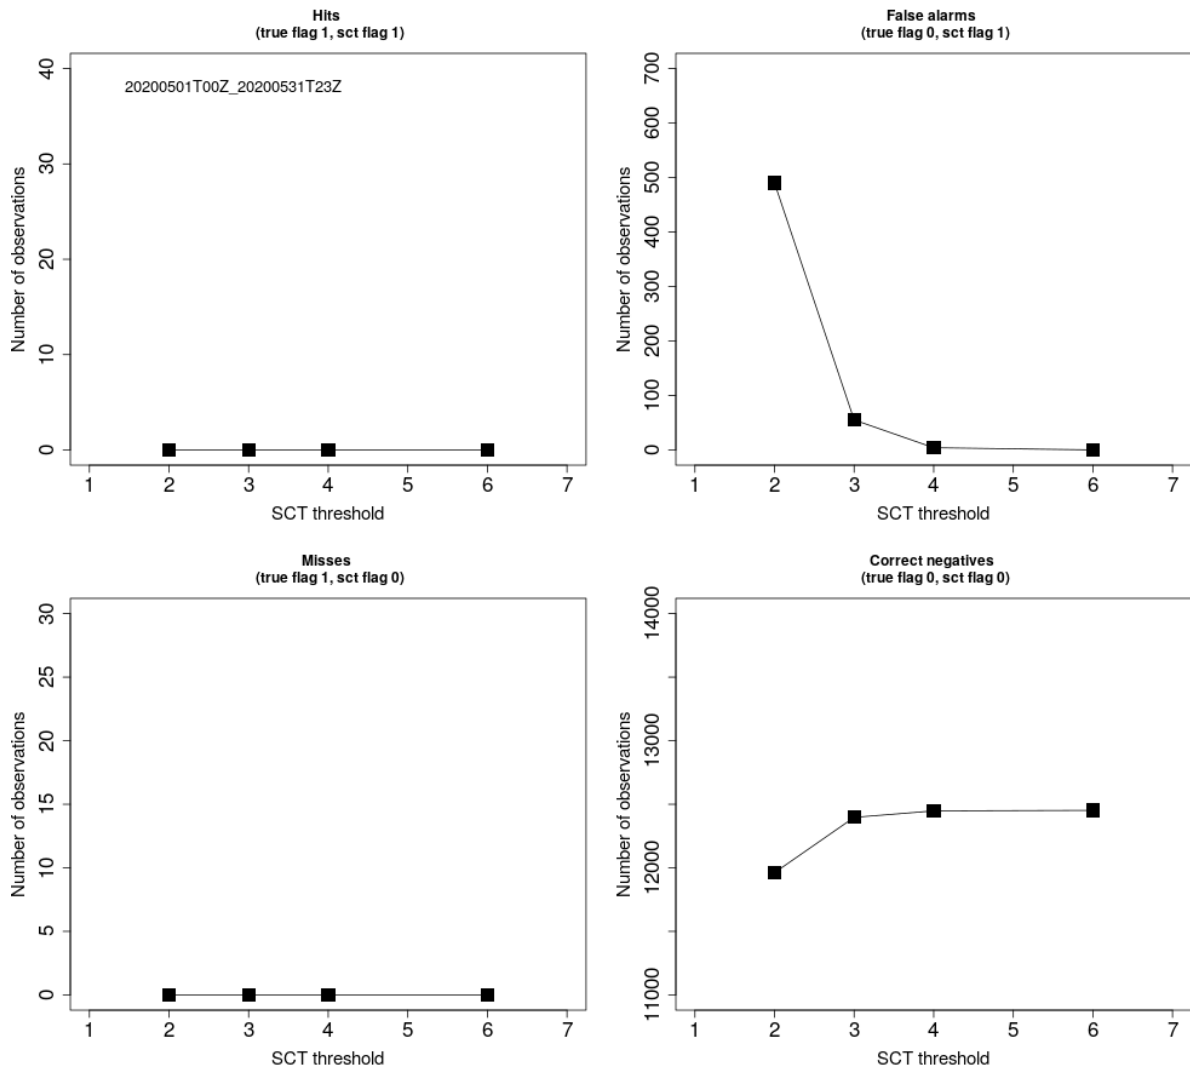 Hits
(true flag 1, sct flag 1)
20200501T00Z_20200531T23Z
Number of observations
40
30
20
10
0
1 2 3 4 5 6 7
SCT threshold
False alarms
(true flag 0, sct flag 1)
Number of observations
700
600
500
400
300
200
100
0
1 2 3 4 5 6 7
SCT threshold
Misses
(true flag 1, sct flag 0)
Number of observations
30
25
20
15
10
5
0
1 2 3 4 5 6 7
SCT threshold
Correct negatives
(true flag 0, sct flag 0)
Number of observations
14000
13000
12000
11000
1 2 3 4 5 6 7
SCT threshold